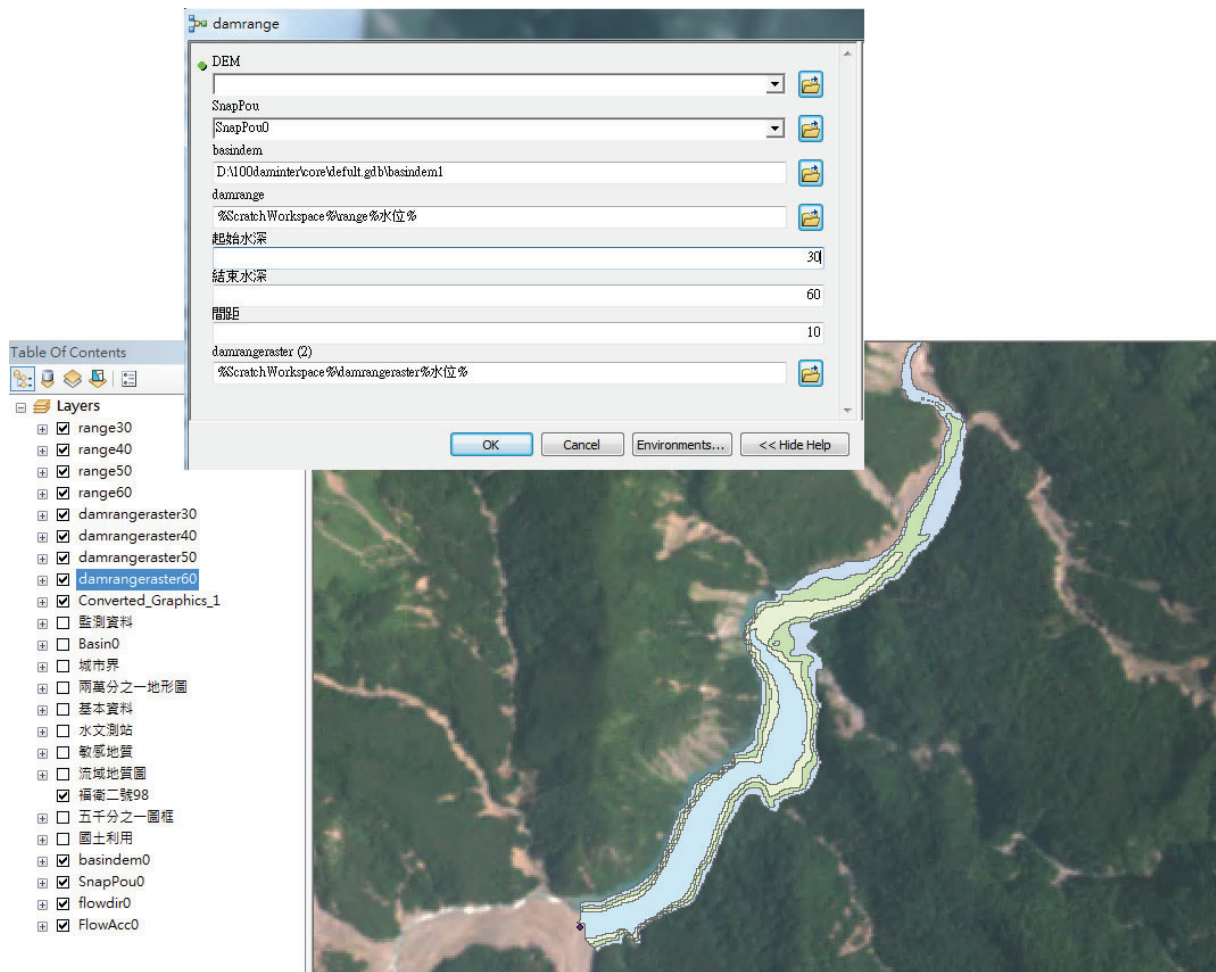 damrange
DEM
SnapPou
SnapPou0
basindem
D:\100daminter\core\defult.gdb\basindem1
damrange
%ScratchWorkspace%\range%水位%
起始水深
30
結束水深
60
間距
10
damrangeraster (2)
%ScratchWorkspace%\damrangeraster%水位%
OK
Cancel
Environments...
<< Hide Help
Table Of Contents
Layers
range30
range40
range50
range60
damrangeraster30
damrangeraster40
damrangeraster50
damrangeraster60
Converted_Graphics_1
監測資料
Basin0
城市界
兩萬分之一地形圖
基本資料
水文測站
敏感地質
流域地質圖
福衛二號98
五千分之一圖框
國土利用
basindem0
SnapPou0
flowdir0
FlowAcc0